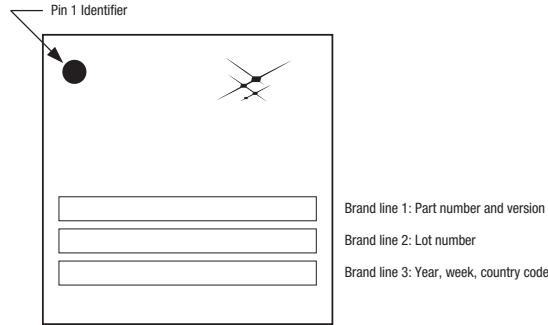 Pin 1 Identifier
Brand line 1: Part number and version
Brand line 2: Lot number
Brand line 3: Year, week, country code